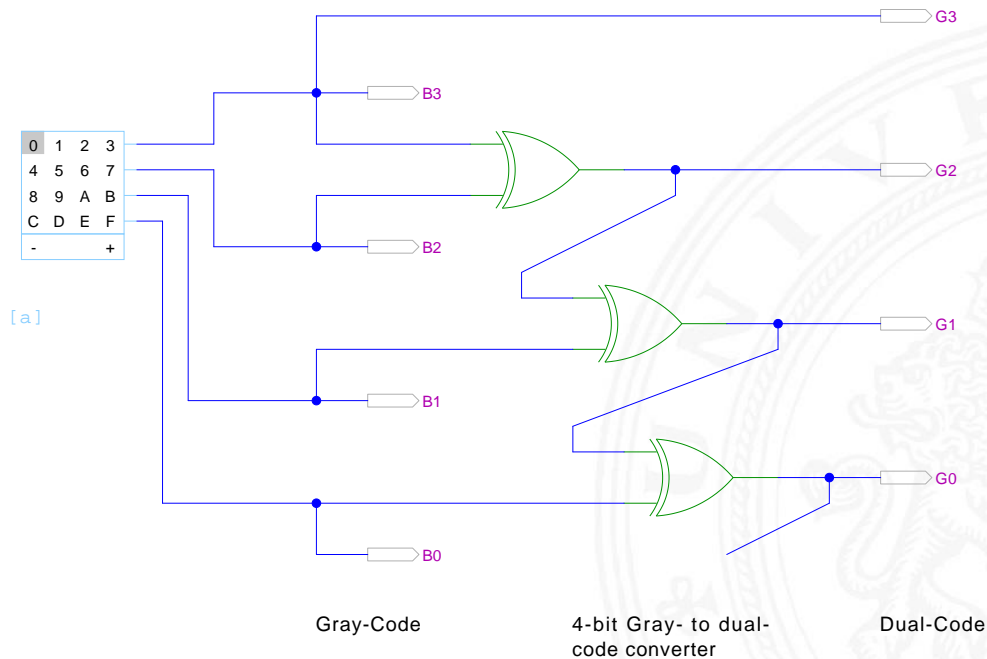 G3
B3
0 1 2 3
4 5 6 7
8 9 A B
C D E F
- +
G2
B2
[a]
G1
B1
G0
B0
Gray-Code
4-bit Gray- to dual-
code converter
Dual-Code
UNIVE